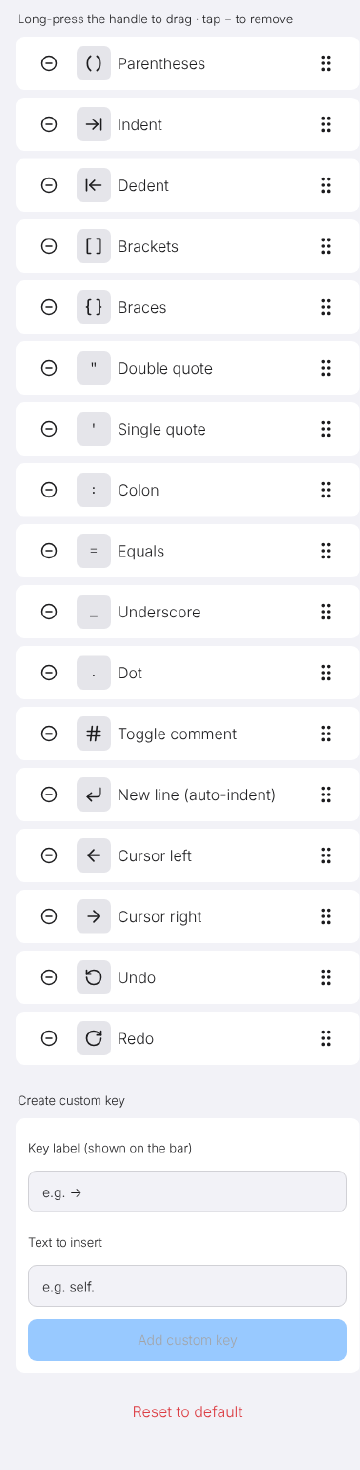 Long-press the handle to drag · tap − to remove
( ) Parentheses
Indent
Dedent
[ ] Brackets
{ } Braces
" Double quote
' Single quote
: Colon
= Equals
_ Underscore
. Dot
# Toggle comment
New line (auto-indent)
← Cursor left
→ Cursor right
Undo
Redo
Create custom key
Key label (shown on the bar)
e.g. →
Text to insert
e.g. self.
Add custom key
Reset to default